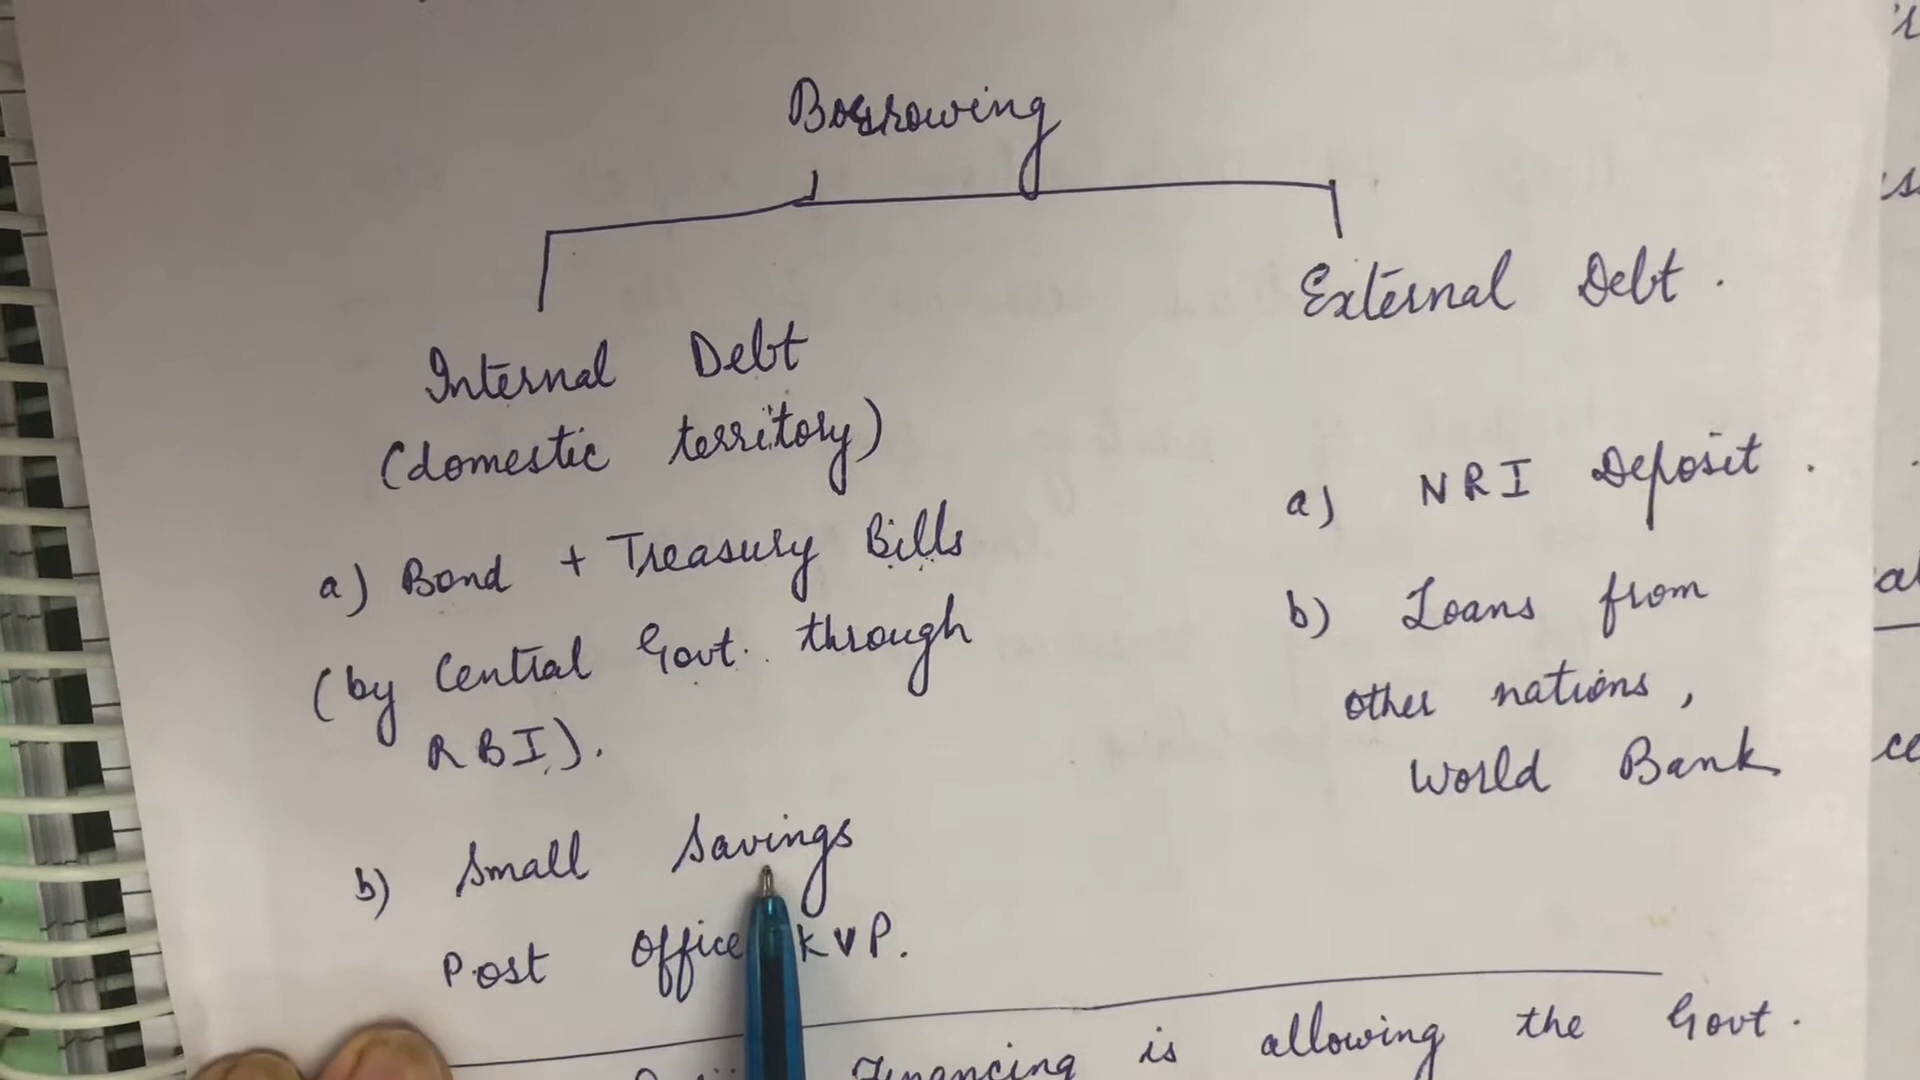 Borrowing
Internal Debt
(domestic territory)
a) Bond + Treasury Bills
(by Central Govt. through
RBI).
b) Small Savings
Post Office KVP.
External Debt.
a) NRI Deposit.
b) Loans from
other nations,
World Bank
Financing is allowing the Govt.